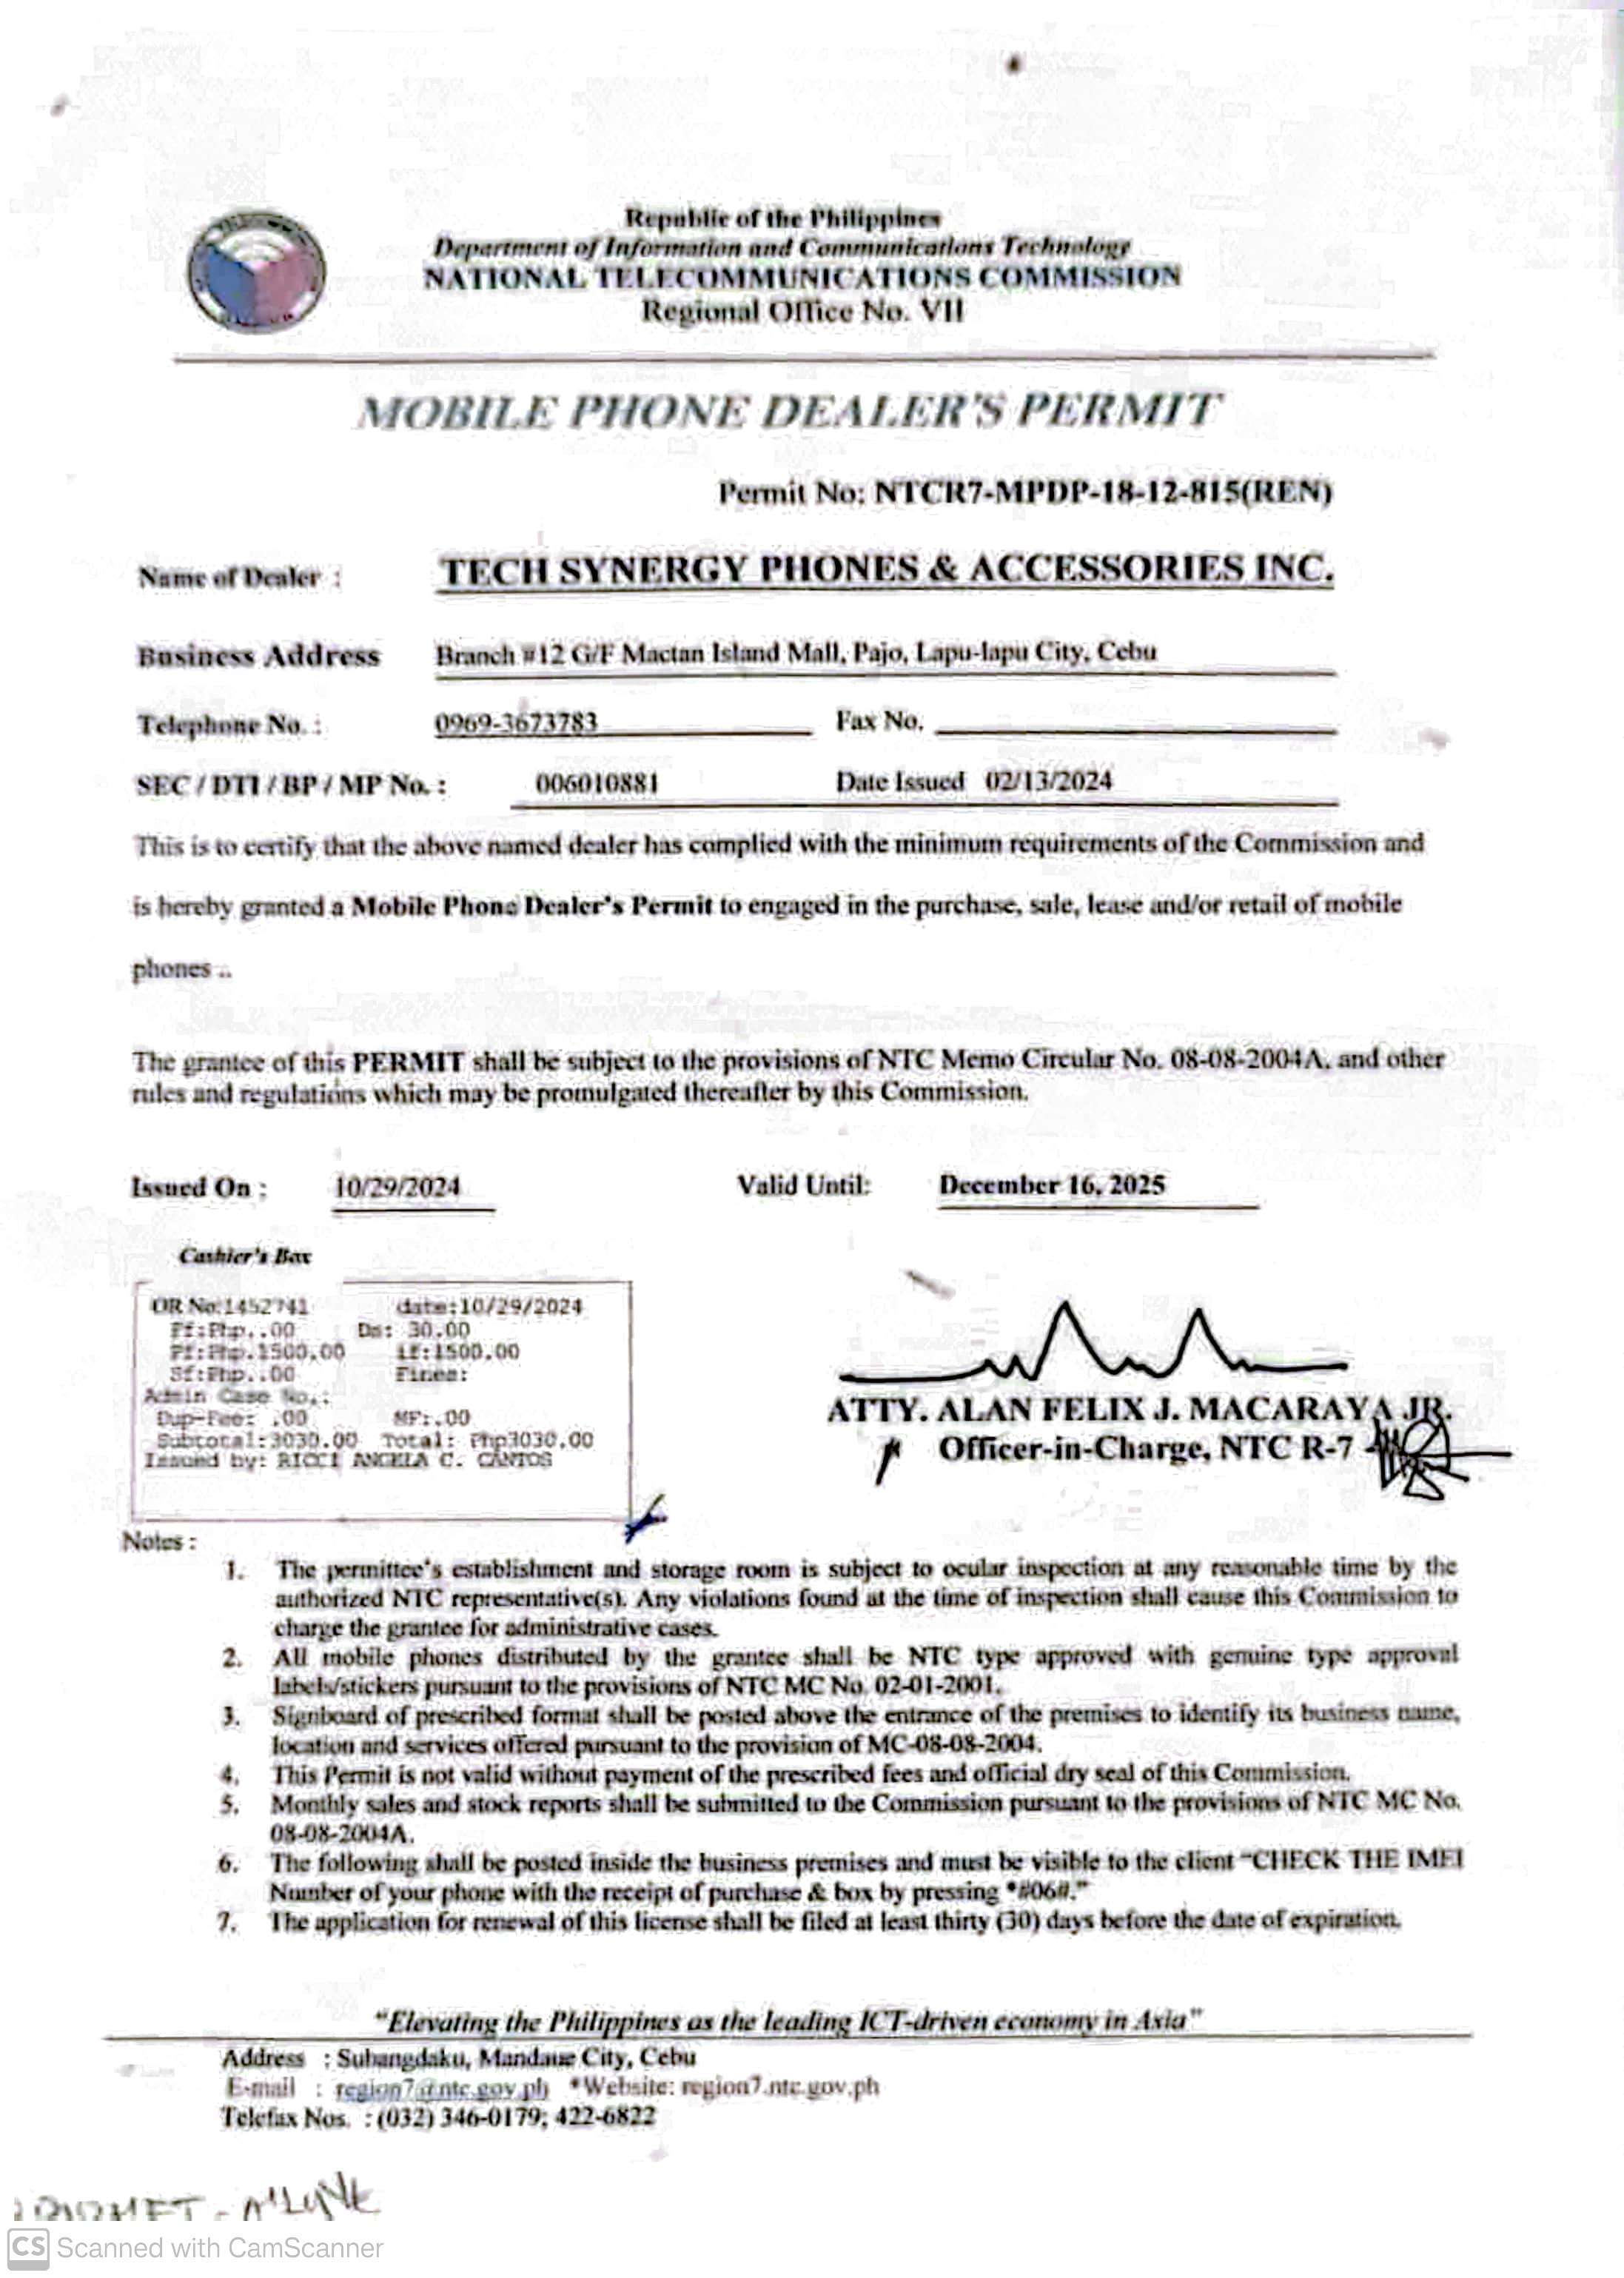 Republic of the Philippines
Department of Information and Communications Technology
NATIONAL TELECOMMUNICATIONS COMMISSION
Regional Office No. VII
MOBILE PHONE DEALER'S PERMIT
Permit No: NTCR7-MPDP-18-12-815(REN)
Name of Dealer : TECH SYNERGY PHONES & ACCESSORIES INC.
Business Address Branch #12 G/F Mactan Island Mall, Pajo, Lapu-lapu City, Cebu
Telephone No. : 0969-3673783 Fax No.
SEC / DTI / BP / MP No. : 006010881 Date Issued 02/13/2024
This is to certify that the above named dealer has complied with the minimum requirements of the Commission and
is hereby granted a Mobile Phone Dealer's Permit to engaged in the purchase, sale, lease and/or retail of mobile
phones ..
The grantee of this PERMIT shall be subject to the provisions of NTC Memo Circular No. 08-08-2004A, and other
rules and regulations which may be promulgated thereafter by this Commission.
Issued On : 10/29/2024 Valid Until: December 16, 2025
Cashier's Box
OR No:1452741 date:10/29/2024
Ff:Php..00 Ds: 30.00
Pf:Php.1500.00 Lf:1500.00
Sf:Php..00 Fines:
Admin Case No.:
Dup-Fee: .00 MF:.00
Subtotal:3030.00 Total: Php3030.00
Issued by: RICCI ANGELA C. CANTOS
ATTY. ALAN FELIX J. MACARAYA JR.
Officer-in-Charge, NTC R-7
Notes :
1. The permittee's establishment and storage room is subject to ocular inspection at any reasonable time by the
authorized NTC representative(s). Any violations found at the time of inspection shall cause this Commission to
charge the grantee for administrative cases.
2. All mobile phones distributed by the grantee shall be NTC type approved with genuine type approval
labels/stickers pursuant to the provisions of NTC MC No. 02-01-2001.
3. Signboard of prescribed format shall be posted above the entrance of the premises to identify its business name,
location and services offered pursuant to the provision of MC-08-08-2004.
4. This Permit is not valid without payment of the prescribed fees and official dry seal of this Commission.
5. Monthly sales and stock reports shall be submitted to the Commission pursuant to the provisions of NTC MC No.
08-08-2004A.
6. The following shall be posted inside the business premises and must be visible to the client "CHECK THE IMEI
Number of your phone with the receipt of purchase & box by pressing *#06#."
7. The application for renewal of this license shall be filed at least thirty (30) days before the date of expiration.
"Elevating the Philippines as the leading ICT-driven economy in Asia"
Address : Subangdaku, Mandaue City, Cebu
E-mail : region7@ntc.gov.ph *Website: region7.ntc.gov.ph
Telefax Nos. : (032) 346-0179; 422-6822
CS Scanned with CamScanner